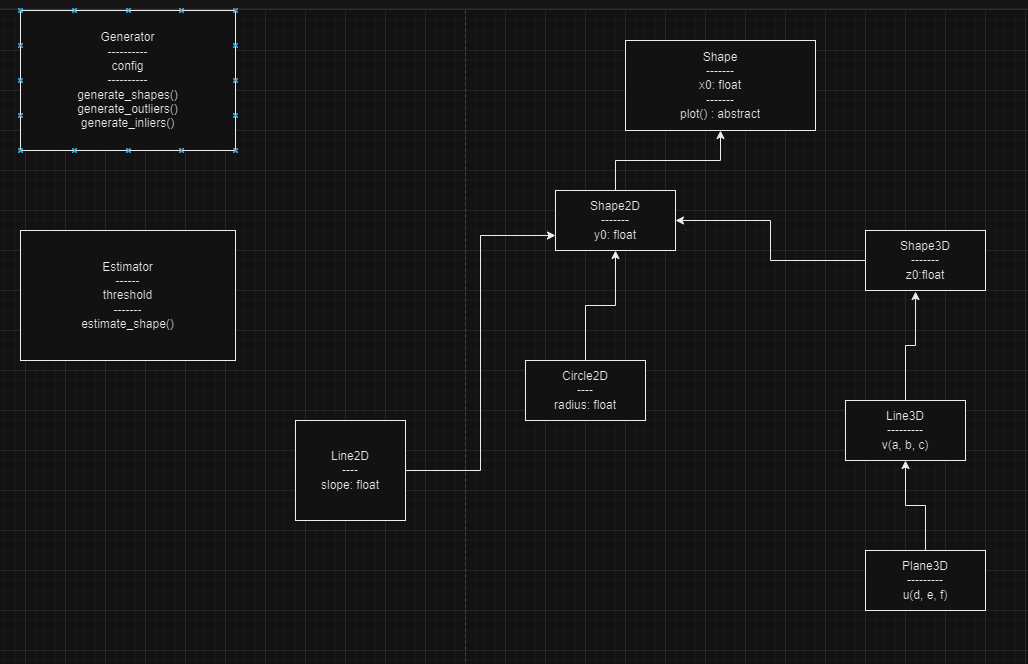 Generator
----------
config
----------
generate_shapes()
generate_outliers()
generate_inliers()
Estimator
------
threshold
-------
estimate_shape()
Shape
-------
x0: float
-------
plot() : abstract
Shape2D
-------
y0: float
Shape3D
-------
z0:float
Circle2D
----
radius: float
Line2D
----
slope: float
Line3D
---------
v(a, b, c)
Plane3D
---------
u(d, e, f)